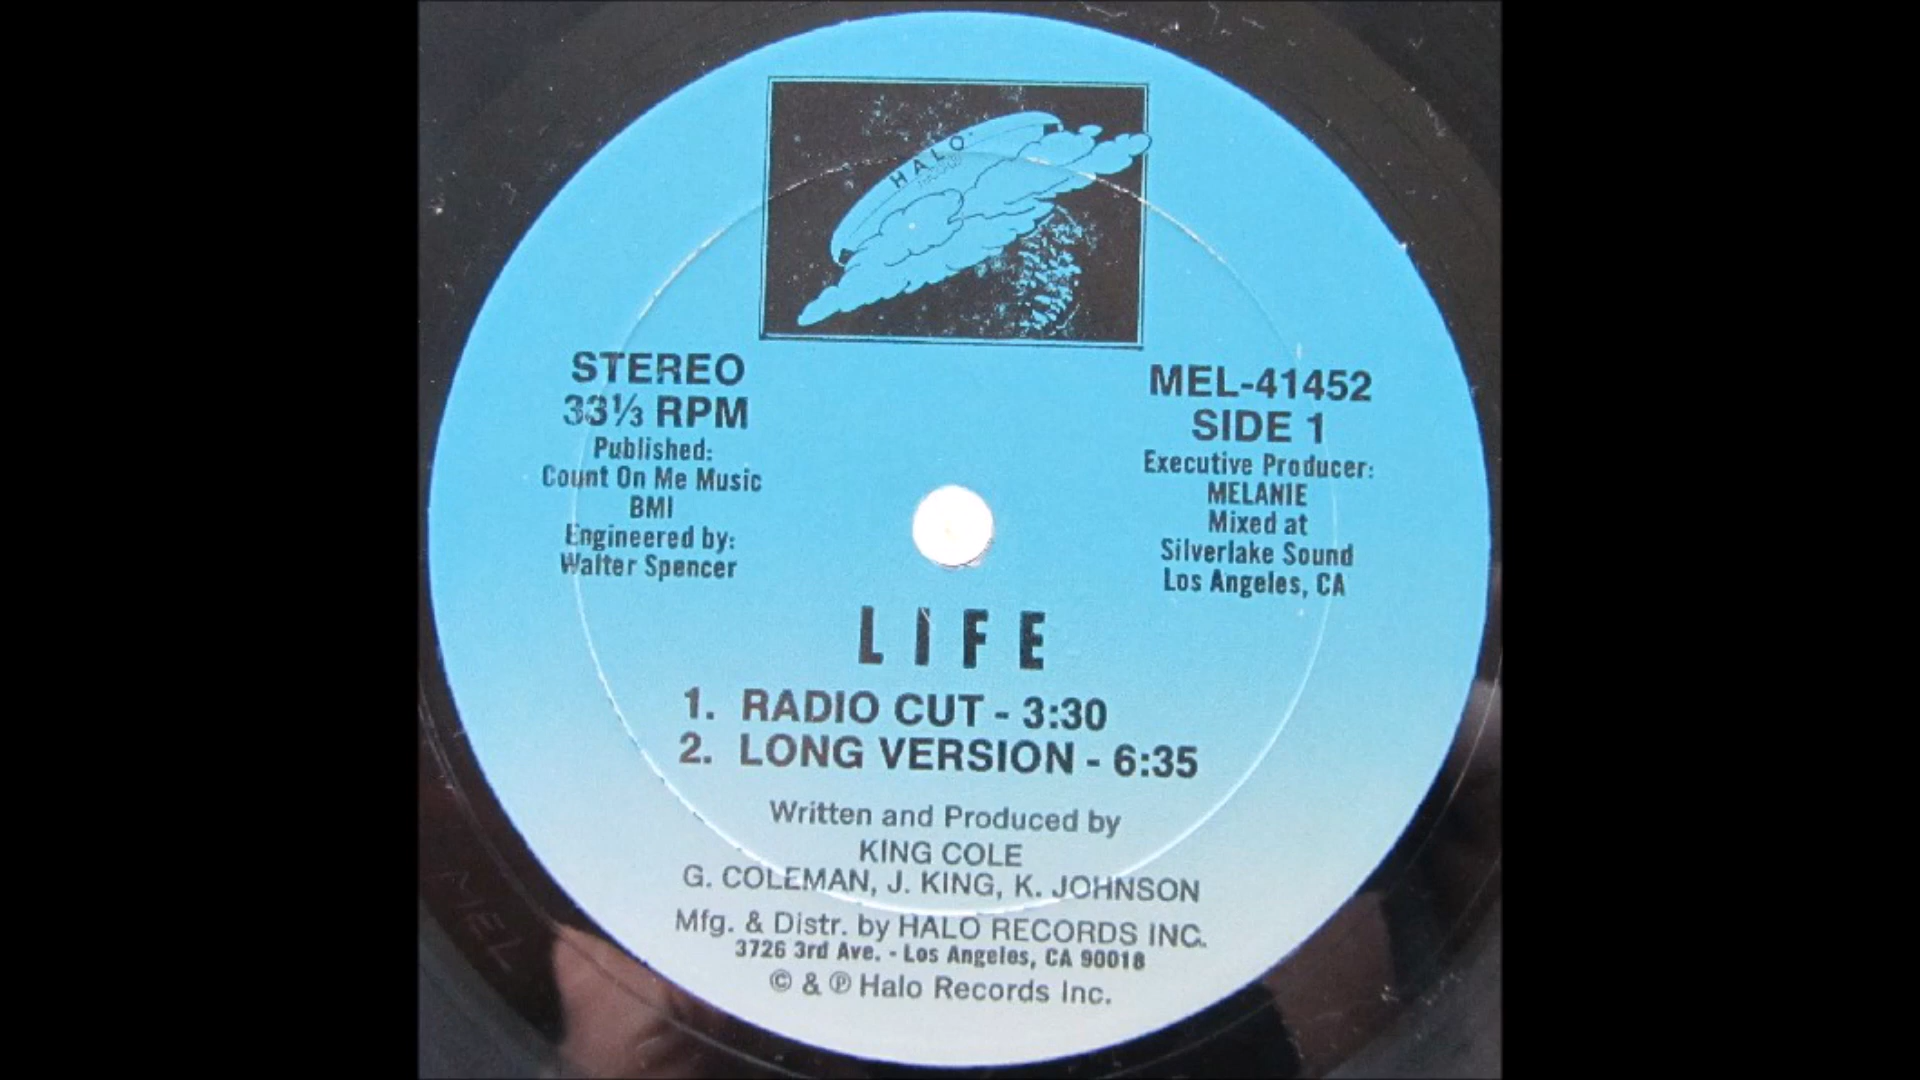 HALO
STEREO
33⅓ RPM
Published:
Count On Me Music
BMI
Engineered by:
Walter Spencer
MEL-41452
SIDE 1
Executive Producer:
MELANIE
Mixed at
Silverlake Sound
Los Angeles, CA
LIFE
1. RADIO CUT - 3:30
2. LONG VERSION - 6:35
Written and Produced by
KING COLE
G. COLEMAN, J. KING, K. JOHNSON
Mfg. & Distr. by HALO RECORDS INC.
3726 3rd Ave. - Los Angeles, CA 90018
© & ℗ Halo Records Inc.
MEL